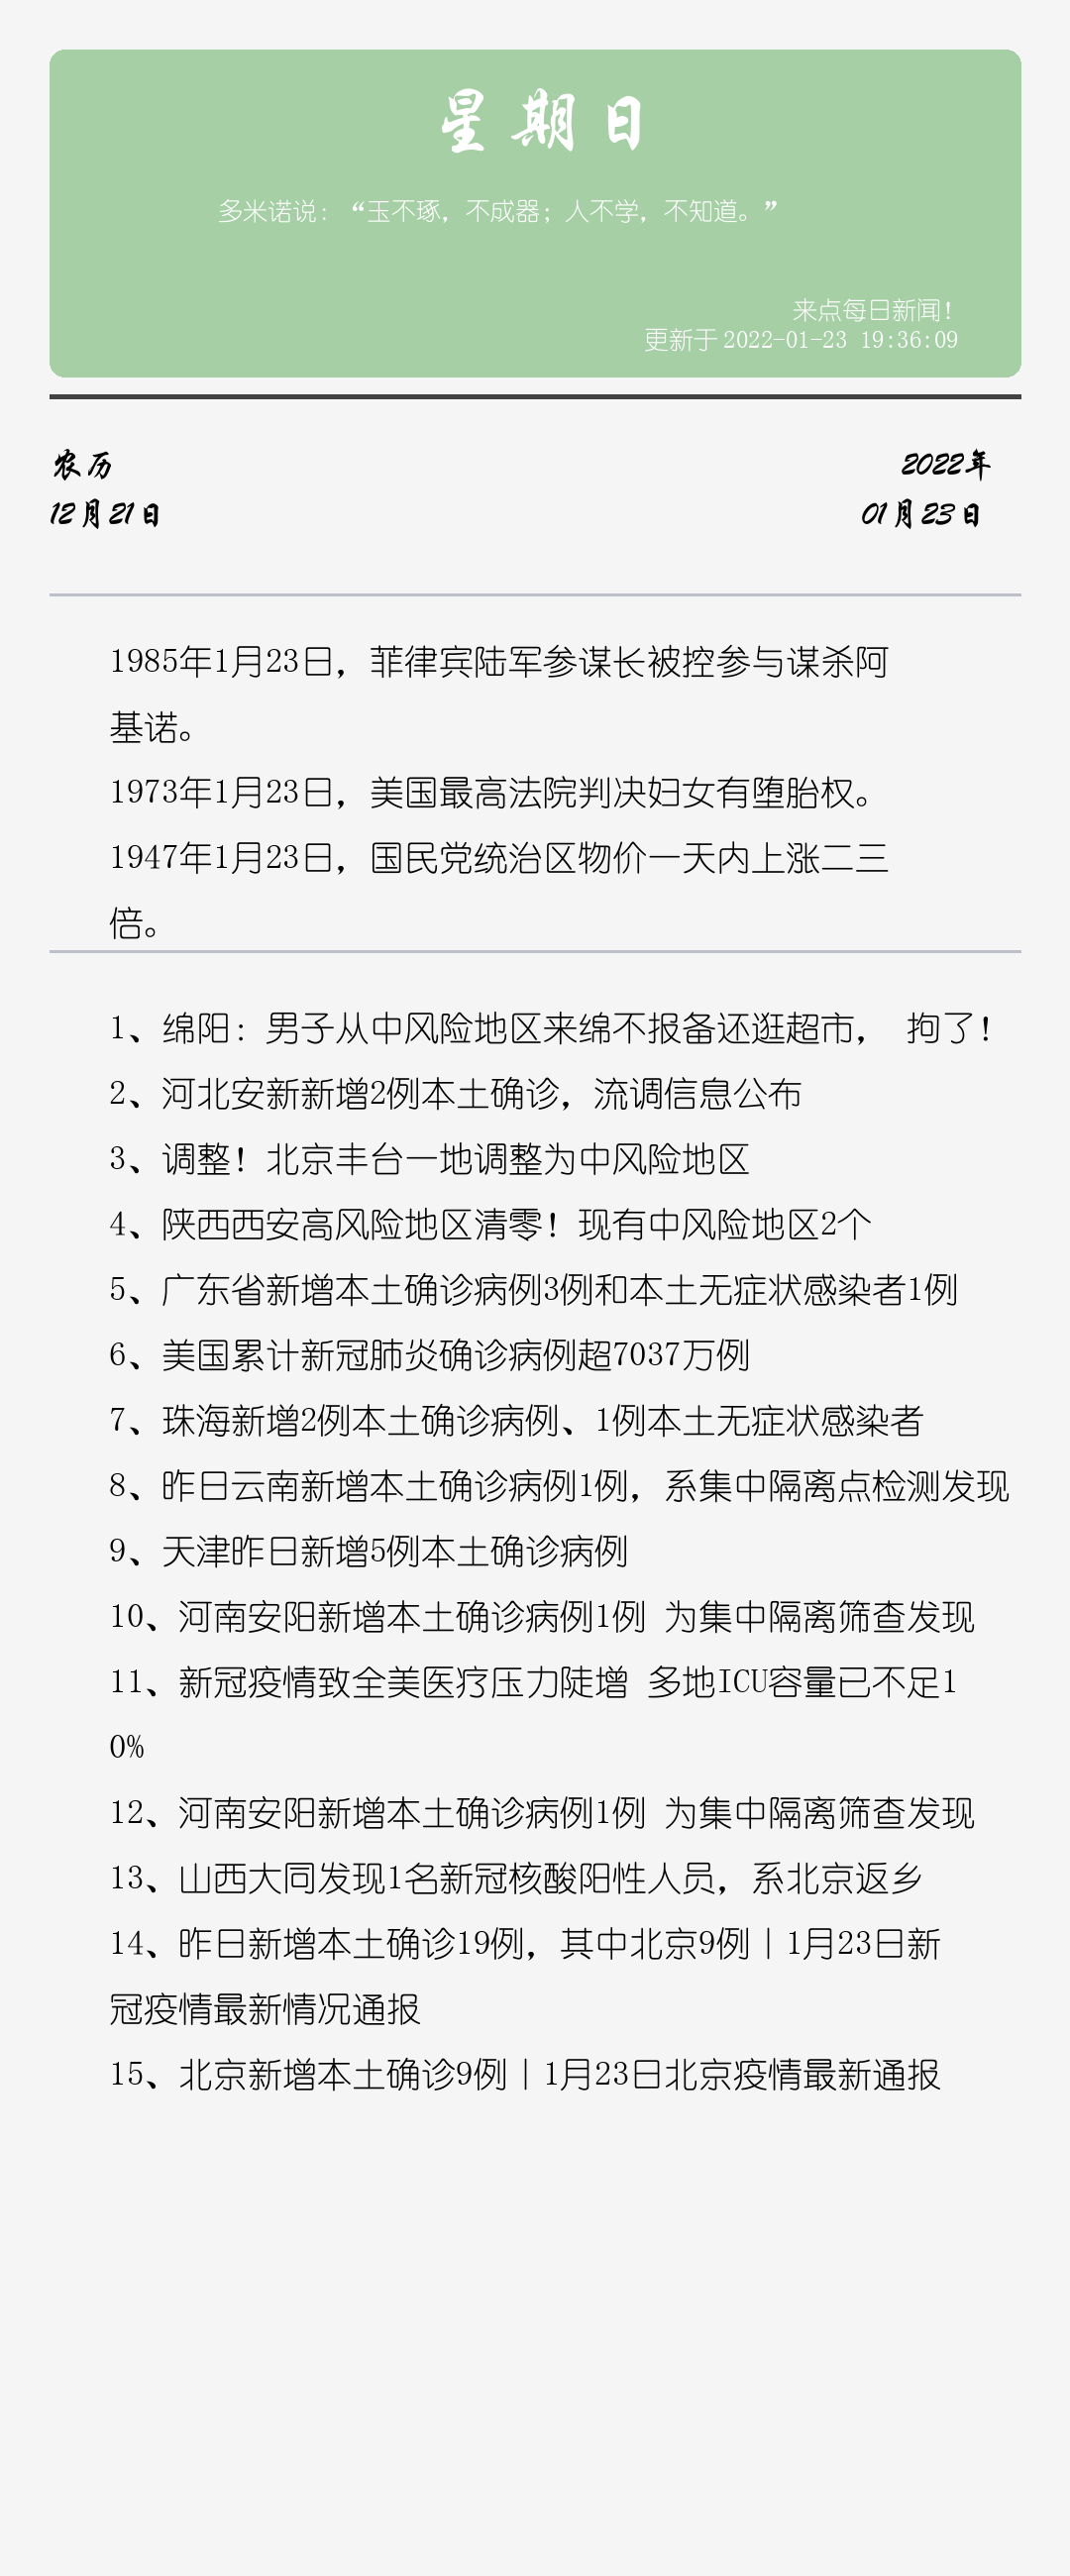 星期日
多米诺说：“玉不琢，不成器；人不学，不知道。”
来点每日新闻！
更新于2022-01-23 19:36:09
农历
2022年
12月21日
01月23日
1985年1月23日，菲律宾陆军参谋长被控参与谋杀阿
基诺。
1973年1月23日，美国最高法院判决妇女有堕胎权。
1947年1月23日，国民党统治区物价一天内上涨二三
倍。
1、绵阳：男子从中风险地区来绵不报备还逛超市， 拘了！
2、河北安新新增2例本土确诊，流调信息公布
3、调整！北京丰台一地调整为中风险地区
4、陕西西安高风险地区清零！现有中风险地区2个
5、广东省新增本土确诊病例3例和本土无症状感染者1例
6、美国累计新冠肺炎确诊病例超7037万例
7、珠海新增2例本土确诊病例、1例本土无症状感染者
8、昨日云南新增本土确诊病例1例，系集中隔离点检测发现
9、天津昨日新增5例本土确诊病例
10、河南安阳新增本土确诊病例1例 为集中隔离筛查发现
11、新冠疫情致全美医疗压力陡增 多地ICU容量已不足1
0%
12、河南安阳新增本土确诊病例1例 为集中隔离筛查发现
13、山西大同发现1名新冠核酸阳性人员，系北京返乡
14、昨日新增本土确诊19例，其中北京9例丨1月23日新
冠疫情最新情况通报
15、北京新增本土确诊9例丨1月23日北京疫情最新通报